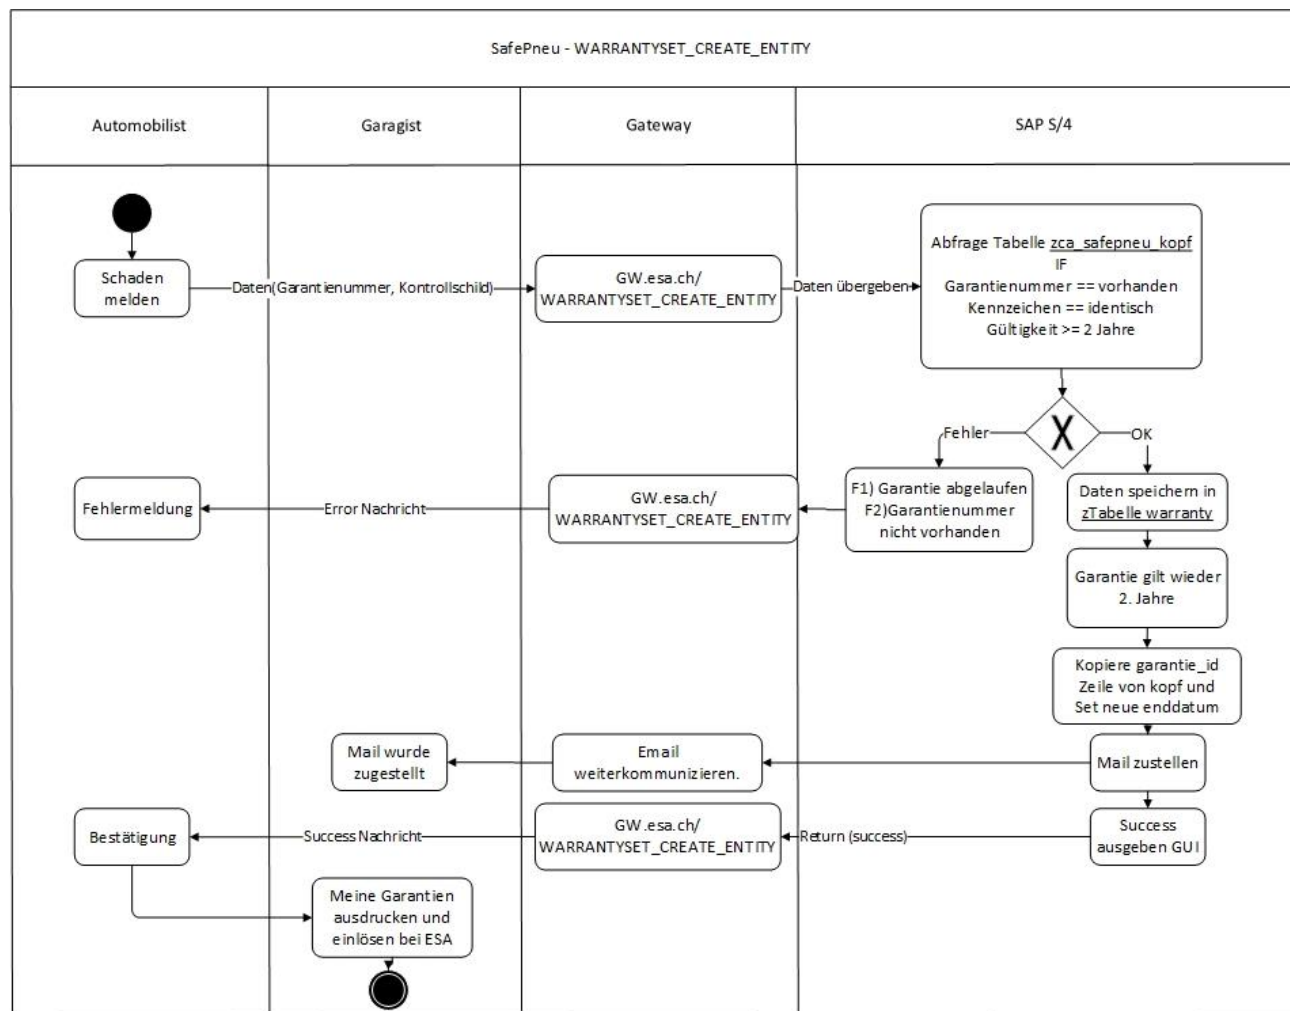 SafePneu - WARRANTYSET_CREATE_ENTITY
Automobilist
Garagist
Gateway
SAP S/4
Schaden
melden
Daten(Garantienummer, Kontrollschild)
GW.esa.ch/
WARRANTYSET_CREATE_ENTITY
Daten übergeben
Abfrage Tabelle zca_safepneu_kopf
IF
Garantienummer == vorhanden
Kennzeichen == identisch
Gültigkeit >= 2 Jahre
X
Fehler
OK
Fehlermeldung
Error Nachricht
GW.esa.ch/
WARRANTYSET_CREATE_ENTITY
F1) Garantie abgelaufen
F2)Garantienummer
nicht vorhanden
Daten speichern in
zTabelle warranty
Garantie gilt wieder
2. Jahre
Kopiere garantie_id
Zeile von kopf und
Set neue enddatum
Mail wurde
zugestellt
Email
weiterkommunizieren.
Mail zustellen
Bestätigung
Success Nachricht
GW.esa.ch/
WARRANTYSET_CREATE_ENTITY
Return (success)
Success
ausgeben GUI
Meine Garantien
ausdrucken und
einlösen bei ESA